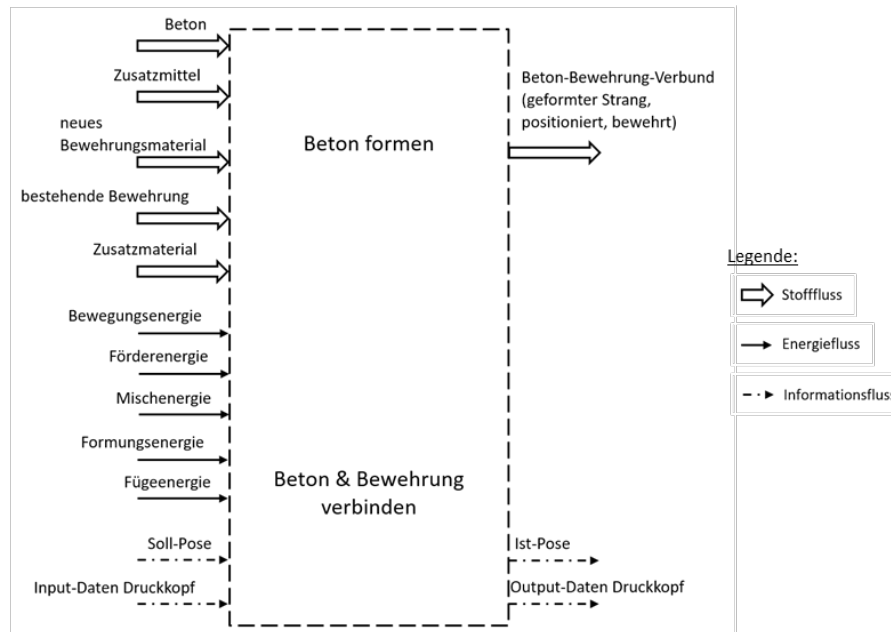 Beton
Zusatzmittel
neues
Bewehrungsmaterial
bestehende Bewehrung
Zusatzmaterial
Bewegungsenergie
Förderenergie
Mischenergie
Formungsenergie
Fügeenergie
Soll-Pose
Input-Daten Druckkopf
Beton formen
Beton & Bewehrung
verbinden
Beton-Bewehrung-Verbund
(geformter Strang,
positioniert, bewehrt)
Ist-Pose
Output-Daten Druckkopf
Legende:
Stofffluss
Energiefluss
Informationsfluss